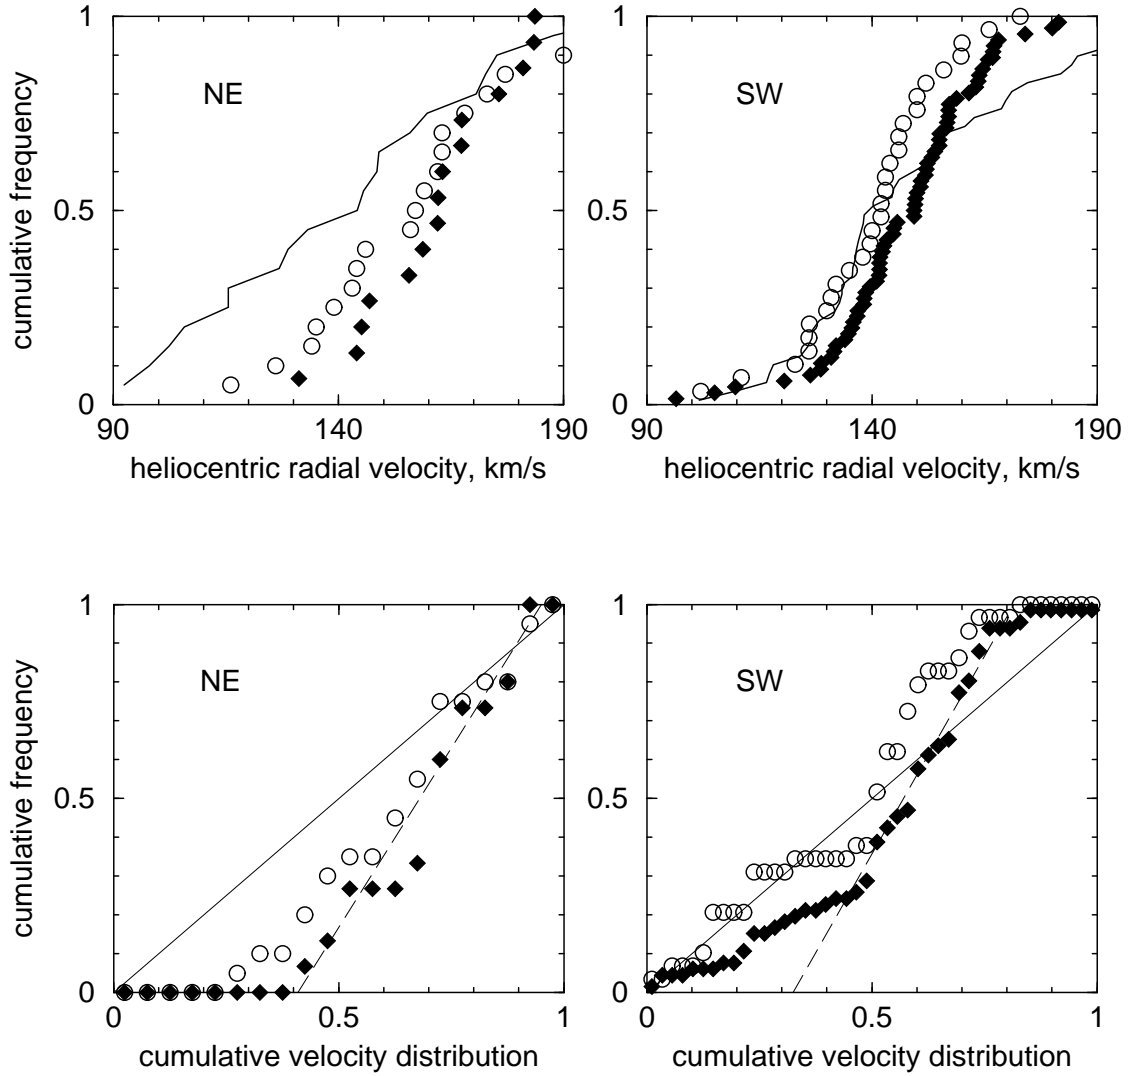 1
0.5
0
cumulative frequency
NE
90
140
190
heliocentric radial velocity, km/s
1
0.5
0
SW
90
140
190
heliocentric radial velocity, km/s
1
0.5
0
cumulative frequency
NE
0
0.5
1
cumulative velocity distribution
1
0.5
0
SW
0
0.5
1
cumulative velocity distribution